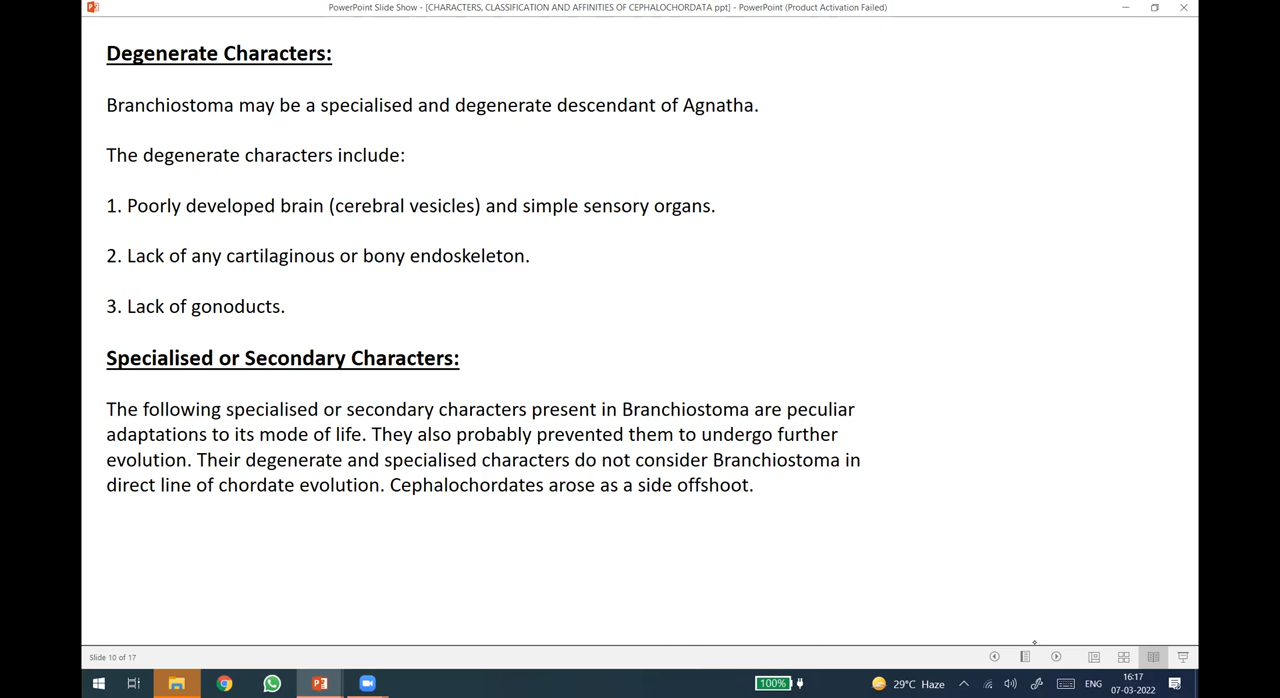 PowerPoint Slide Show - [CHARACTERS, CLASSIFICATION AND AFFINITIES OF CEPHALOCHORDATA ppt] - PowerPoint (Product Activation Failed)
Degenerate Characters:
Branchiostoma may be a specialised and degenerate descendant of Agnatha.
The degenerate characters include:
1. Poorly developed brain (cerebral vesicles) and simple sensory organs.
2. Lack of any cartilaginous or bony endoskeleton.
3. Lack of gonoducts.
Specialised or Secondary Characters:
The following specialised or secondary characters present in Branchiostoma are peculiar
adaptations to its mode of life. They also probably prevented them to undergo further
evolution. Their degenerate and specialised characters do not consider Branchiostoma in
direct line of chordate evolution. Cephalochordates arose as a side offshoot.
Slide 10 of 17
100% 29°C Haze ENG 16:17
07-03-2022